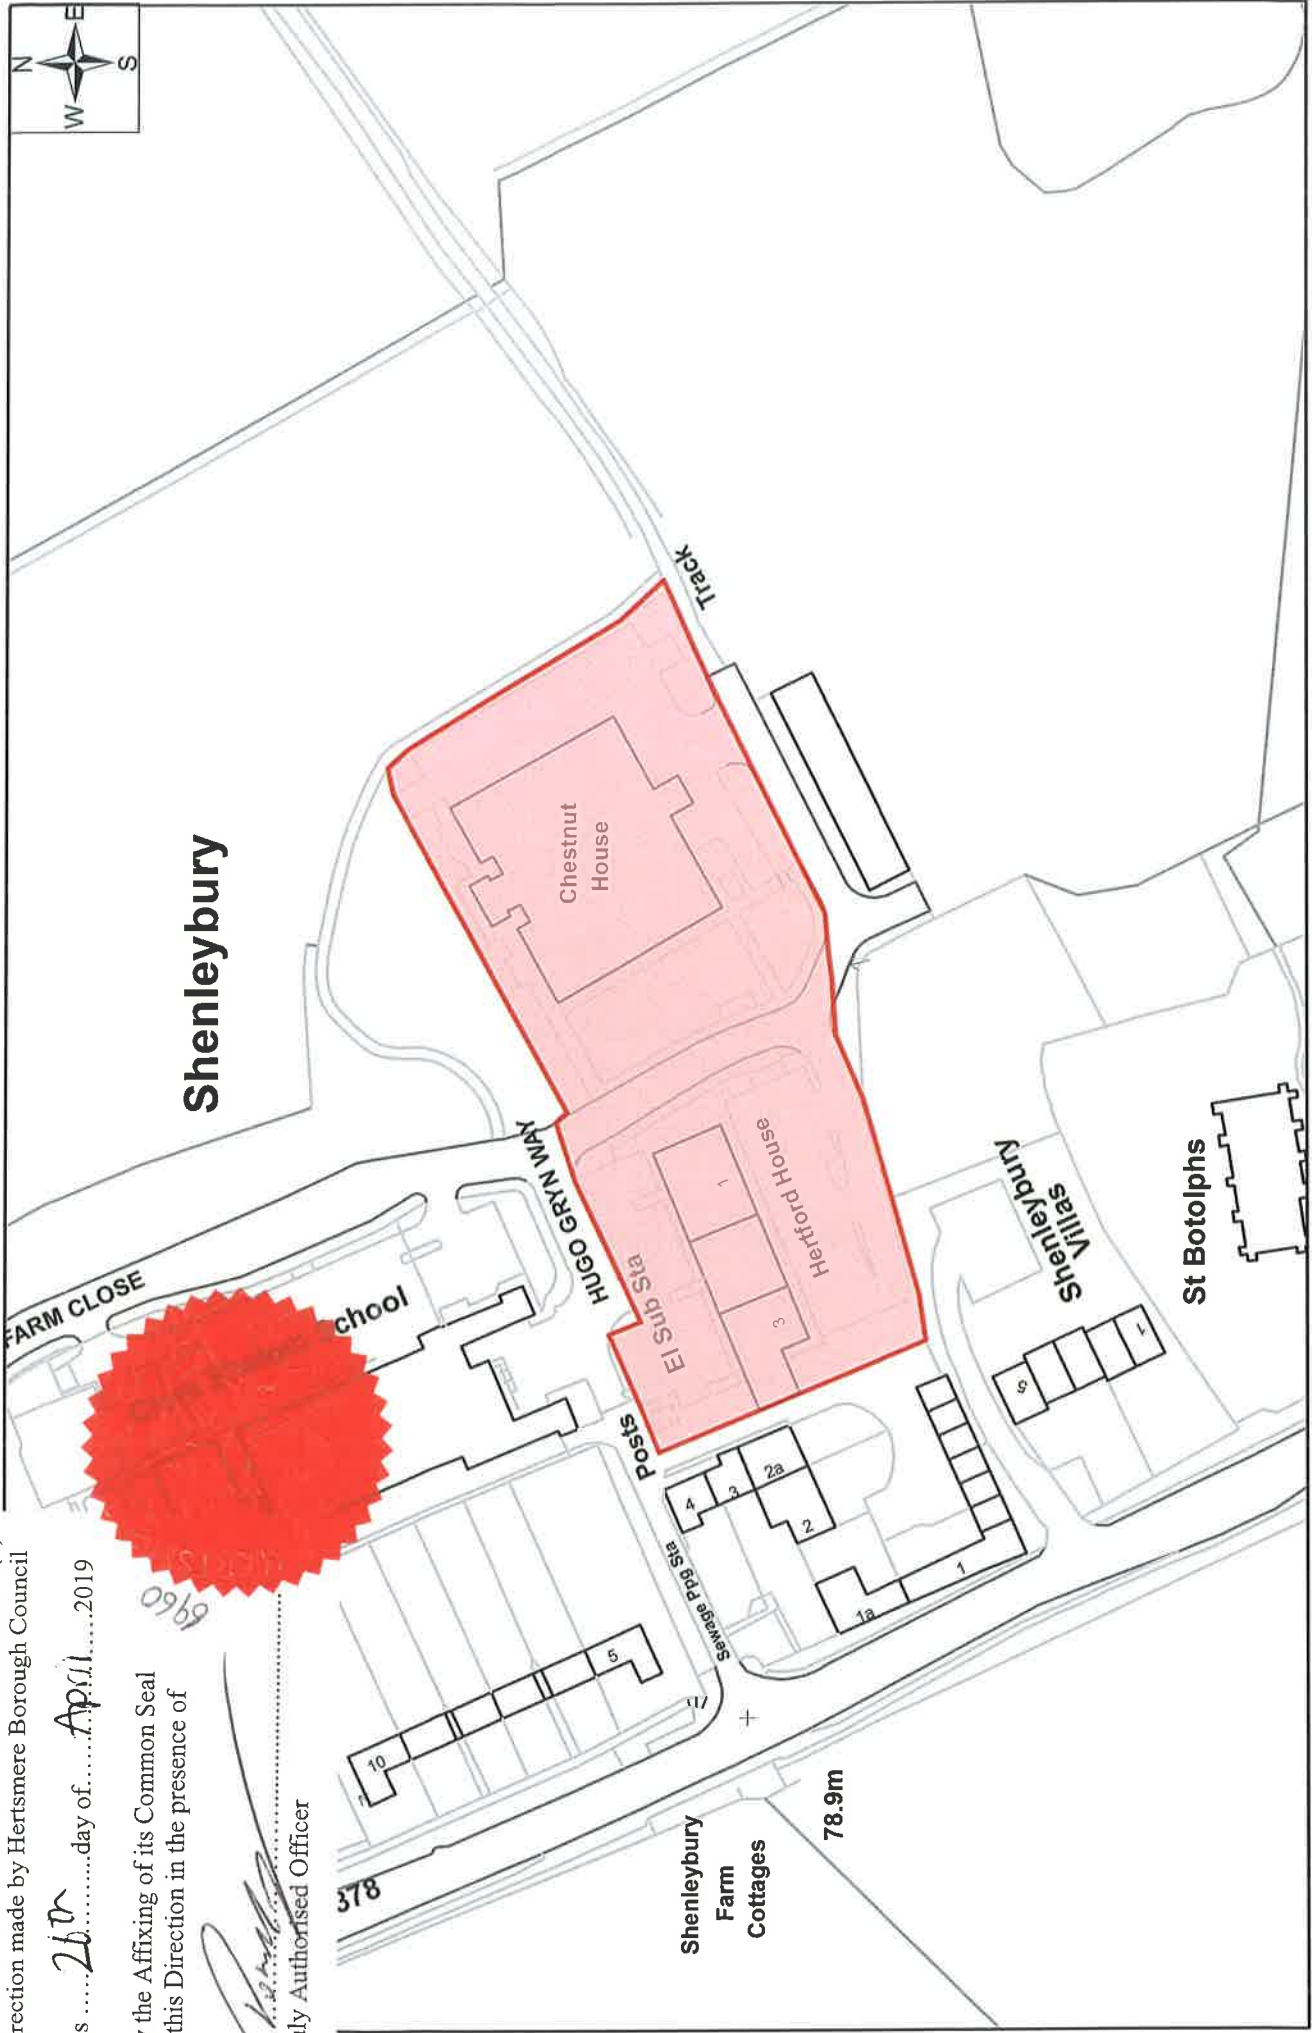 rection made by Hertsmere Borough Council
s .....26th..........day of.....April.....2019
the Affixing of its Common Seal
this Direction in the presence of
Authorised Officer
6960
N
E
S
W
Shenleybury
FARM CLOSE
School
HUGO GRYN WAY
Posts
El Sub Sta
Chestnut
House
Hertford House
1
3
Track
Sewage Ppg Sta
4
3
2a
2
1a
1
5
10
17
378
Shenleybury
Farm
Cottages
78.9m
Shenleybury
Villas
5
1
St Botolphs